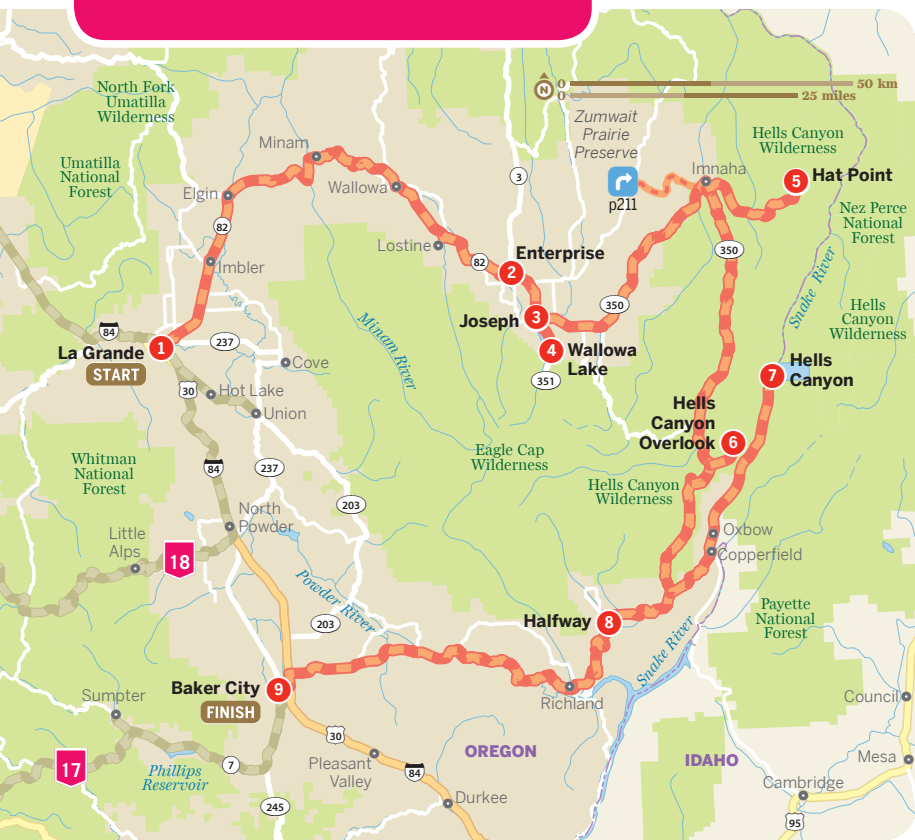 0 50 km
N
0 25 miles
North Fork
Umatilla
Wilderness
Zumwait
Prairie
Preserve
Hells Canyon
Wilderness
Minam
Umatilla
National
Forest
3
Imnaha
5 Hat Point
Elgin
Wallowa
p211
Nez Perce
National
Forest
82
Lostine
Enterprise
350
Imbler
82
2
Snake River
Minam River
350
Hells
Canyon
Wilderness
84
Joseph 3
La Grande 1
START
237
4 Wallowa
Lake
Cove
351
7 Hells
Canyon
30
Hot Lake
Union
Hells
Canyon
Overlook 6
84
Whitman
National
Forest
237
Eagle Cap
Wilderness
203
Hells Canyon
Wilderness
North
Powder
Little
Alps
Oxbow
18
Copperfield
Powder River
203
Halfway 8
Payette
National
Forest
Snake River
Baker City 9
FINISH
Sumpter
Richland
Council
30
OREGON
IDAHO
17
Phillips
Reservoir
7
Pleasant
Valley
84
Mesa
Durkee
Cambridge
245
95